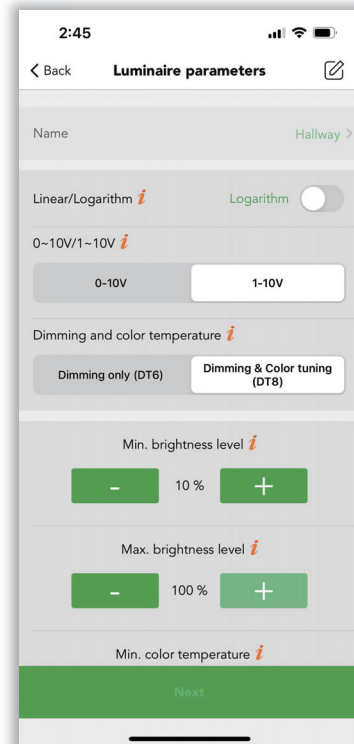 2:45
Back Luminaire parameters
Name Hallway
Linear/Logarithm i Logarithm
0~10V/1~10V i
0-10V 1-10V
Dimming and color temperature i
Dimming only (DT6) Dimming & Color tuning
(DT8)
Min. brightness level i
- 10 % +
Max. brightness level i
- 100 % +
Min. color temperature i
Next